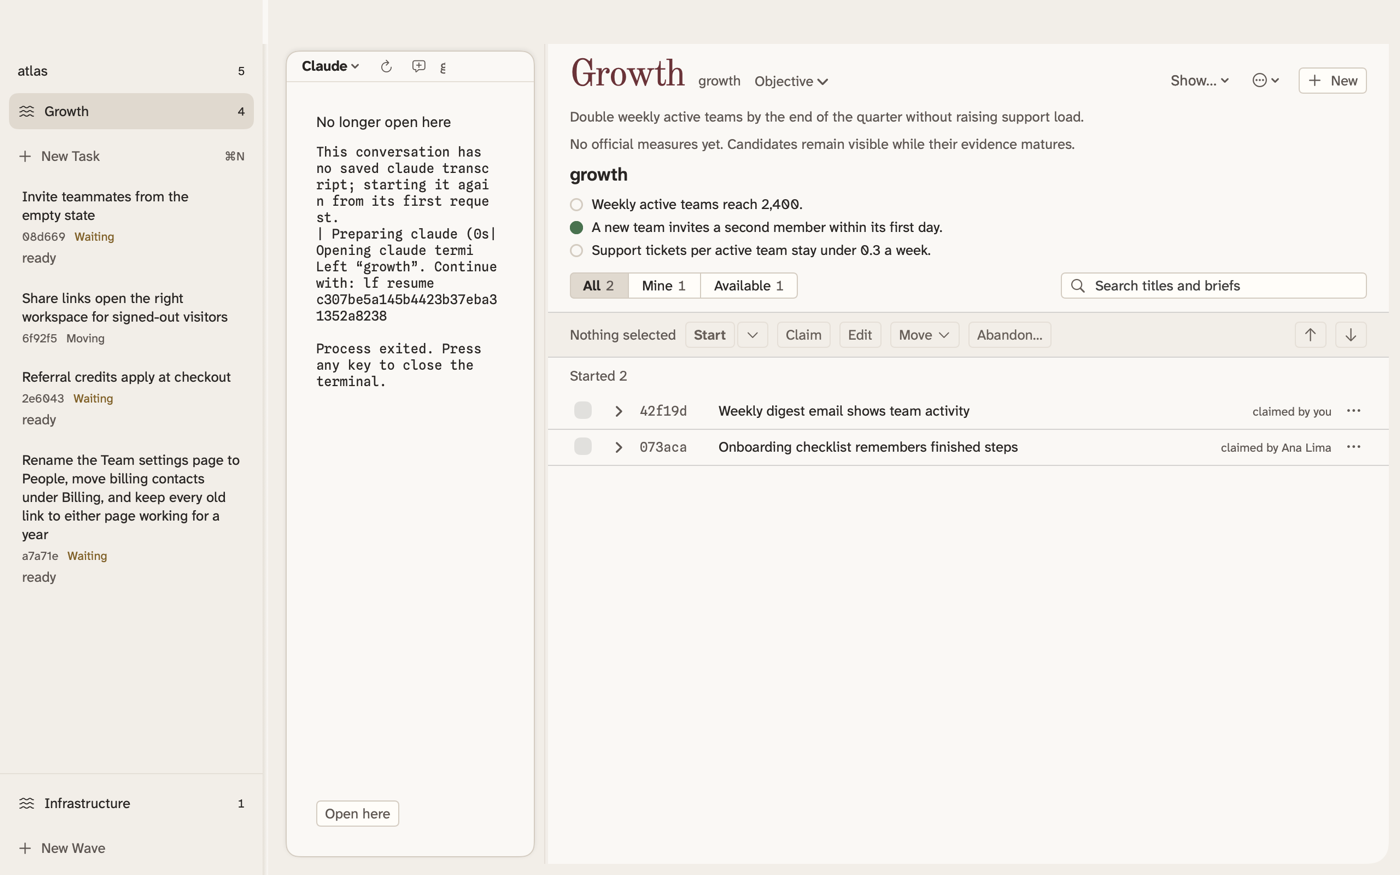 atlas 5
Growth 4
New Task ⌘N
Invite teammates from the
empty state
08d669 Waiting
ready
Share links open the right
workspace for signed-out visitors
6f92f5 Moving
Referral credits apply at checkout
2e6043 Waiting
ready
Rename the Team settings page to
People, move billing contacts
under Billing, and keep every old
link to either page working for a
year
a7a71e Waiting
ready
Infrastructure 1
New Wave
Claude
No longer open here
This conversation has
no saved claude transc
ript; starting it agai
n from its first reque
st.
| Preparing claude (0s|
Opening claude termi
Left “growth”. Continue
with: lf resume
c307be5a145b4423b37eba3
1352a8238
Process exited. Press
any key to close the
terminal.
Open here
Growth growth Objective Show... New
Double weekly active teams by the end of the quarter without raising support load.
No official measures yet. Candidates remain visible while their evidence matures.
growth
Weekly active teams reach 2,400.
A new team invites a second member within its first day.
Support tickets per active team stay under 0.3 a week.
All 2 Mine 1 Available 1 Search titles and briefs
Nothing selected Start Claim Edit Move Abandon...
Started 2
42f19d Weekly digest email shows team activity claimed by you
073aca Onboarding checklist remembers finished steps claimed by Ana Lima